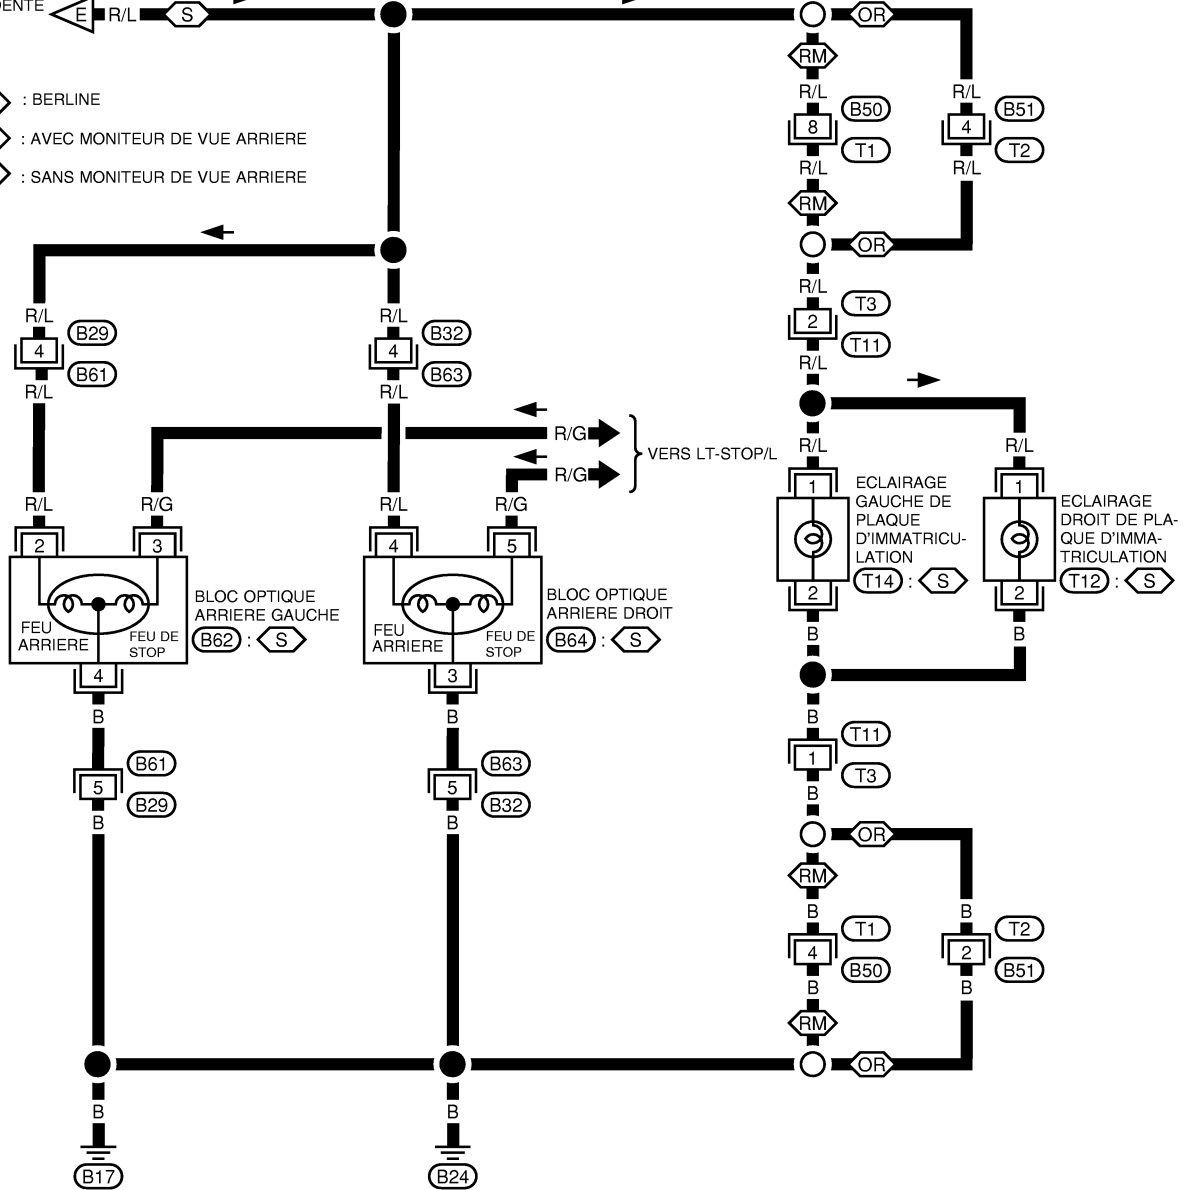 E R/L S OR
RM
R/L R/L
: BERLINE
8 B50 4 B51
T1 T2
: AVEC MONITEUR DE VUE ARRIERE
R/L R/L
: SANS MONITEUR DE VUE ARRIERE
RM
OR
R/L
2 T3
T11
R/L R/L
4 B29 4 B32
B61 B63
R/L R/L
R/L
R/G
R/G
VERS LT-STOP/L
R/L R/L
R/L R/G R/L R/G
2 3 4 5 1 1
ECLAIRAGE
GAUCHE DE
PLAQUE
D'IMMATRICU-
LATION
T14 : S
ECLAIRAGE
DROIT DE PLA-
QUE D'IMMA-
TRICULATION
T12 : S
2 2
FEU
ARRIERE
FEU DE
STOP
BLOC OPTIQUE
ARRIERE GAUCHE
B62 : S
FEU
ARRIERE
FEU DE
STOP
BLOC OPTIQUE
ARRIERE DROIT
B64 : S
B B
4 3
B B B
5 B61 5 B63 1 T11
B29 B32 T3
B B B
OR
RM
B B
4 T1 2 T2
B50 B51
B B
RM
OR
B B
B17 B24